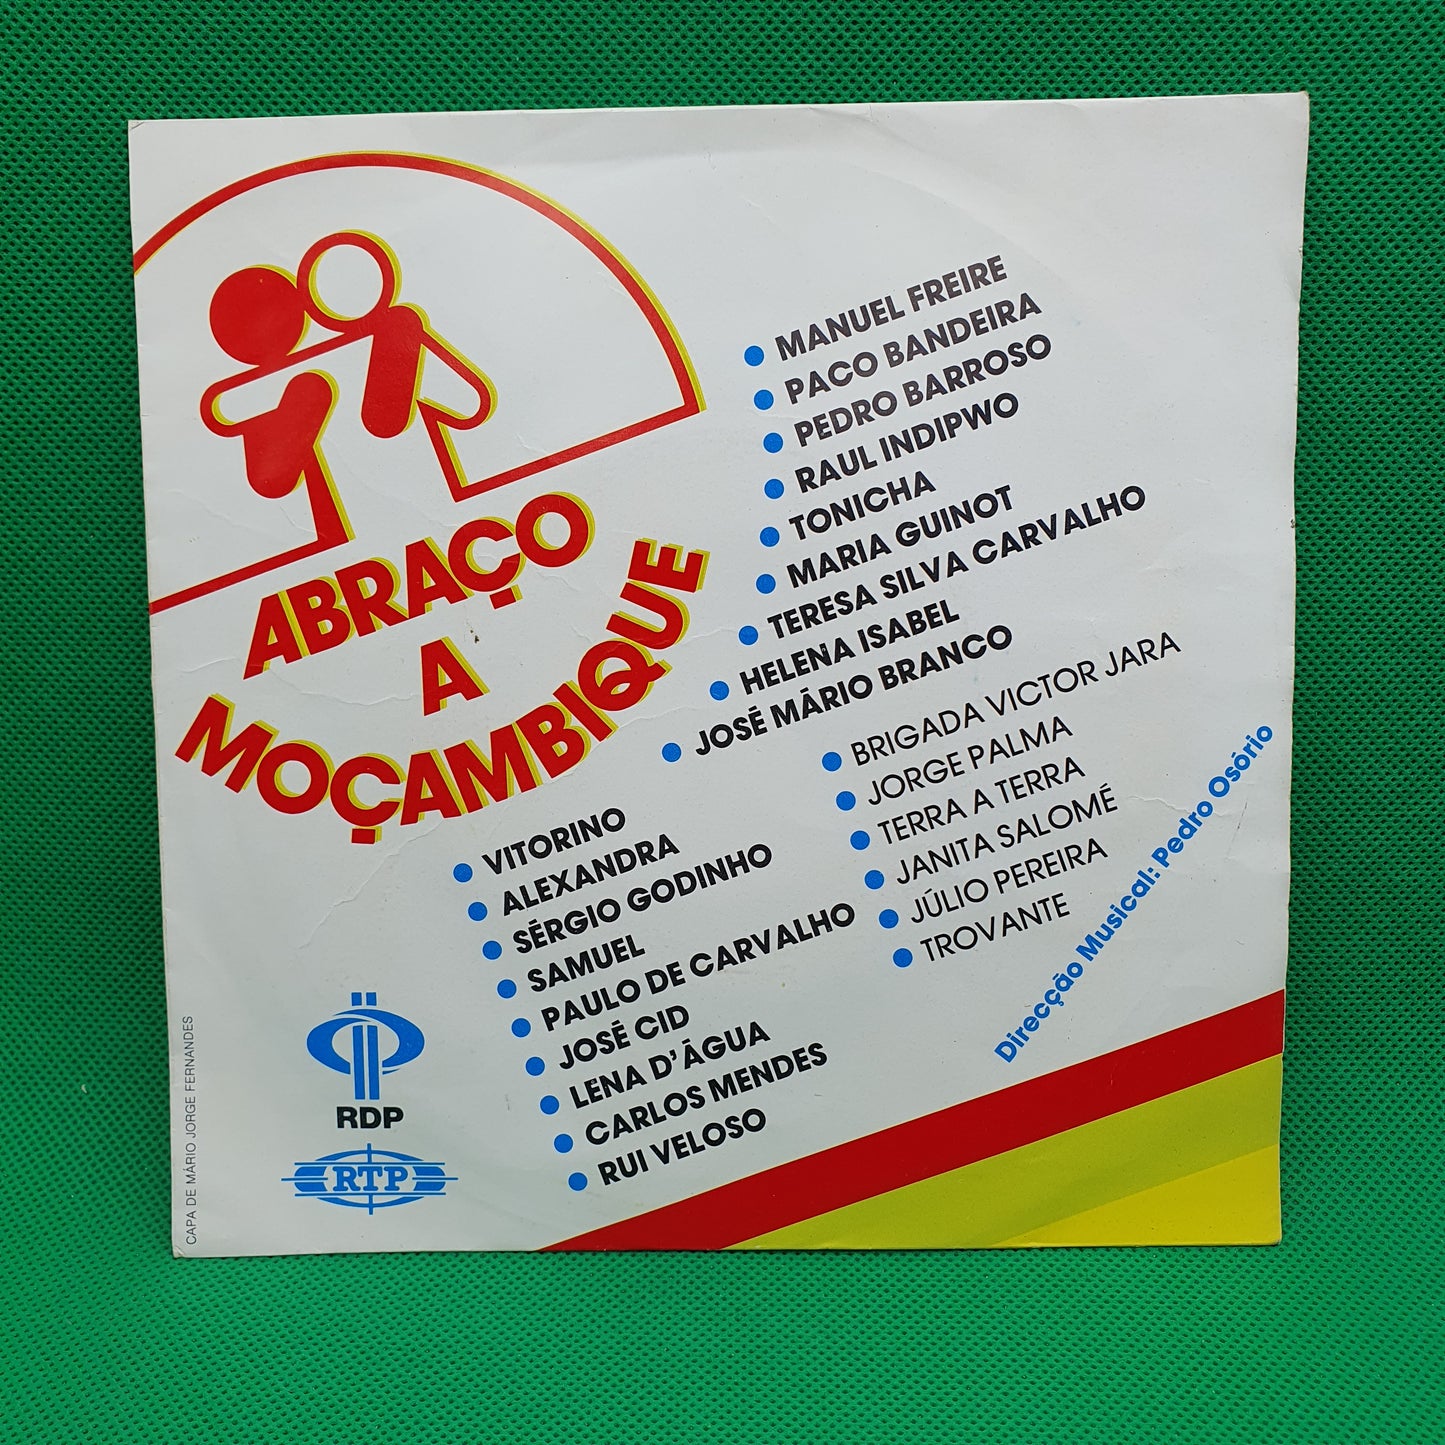 ABRAÇO
A
MOÇAMBIQUE
MANUEL FREIRE
PACO BANDEIRA
PEDRO BARROSO
RAUL INDIPWO
TONICHA
MARIA GUINOT
TERESA SILVA CARVALHO
HELENA ISABEL
JOSÉ MÁRIO BRANCO
VITORINO
ALEXANDRA
SÉRGIO GODINHO
SAMUEL
PAULO DE CARVALHO
JOSÉ CID
LENA D'ÁGUA
CARLOS MENDES
RUI VELOSO
BRIGADA VICTOR JARA
JORGE PALMA
TERRA A TERRA
JANITA SALOMÉ
JÚLIO PEREIRA
TROVANTE
Direcção Musical: Pedro Osório
RDP
RTP
CAPA DE MÁRIO JORGE FERNANDES